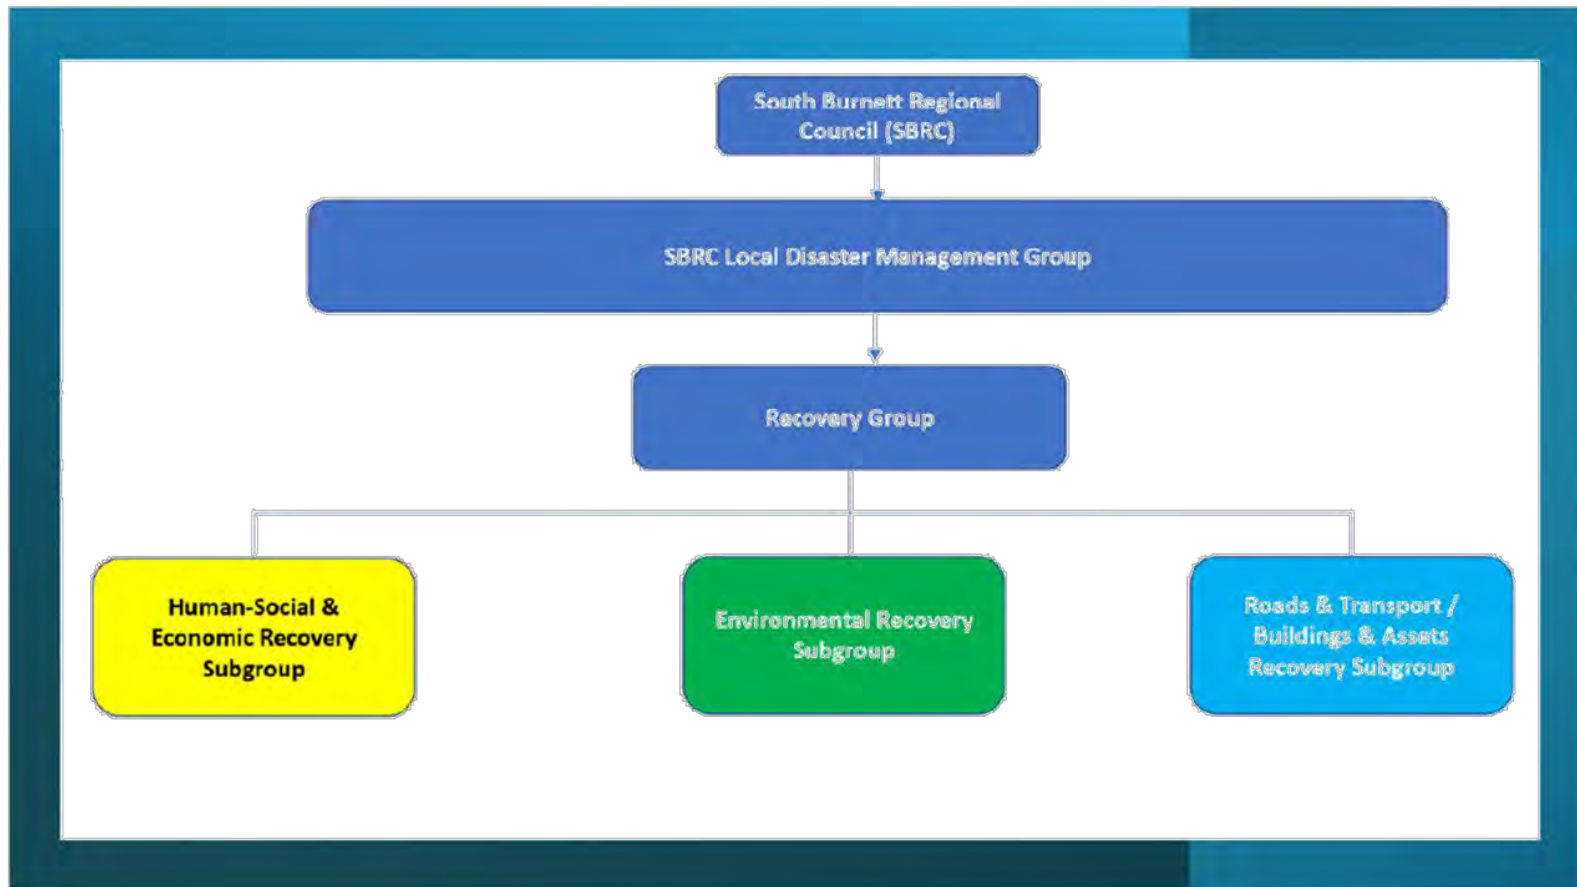 South Burnett Regional
Council (SBRC)
SBRC Local Disaster Management Group
Recovery Group
Human-Social &
Economic Recovery
Subgroup
Environmental Recovery
Subgroup
Roads & Transport /
Buildings & Assets
Recovery Subgroup